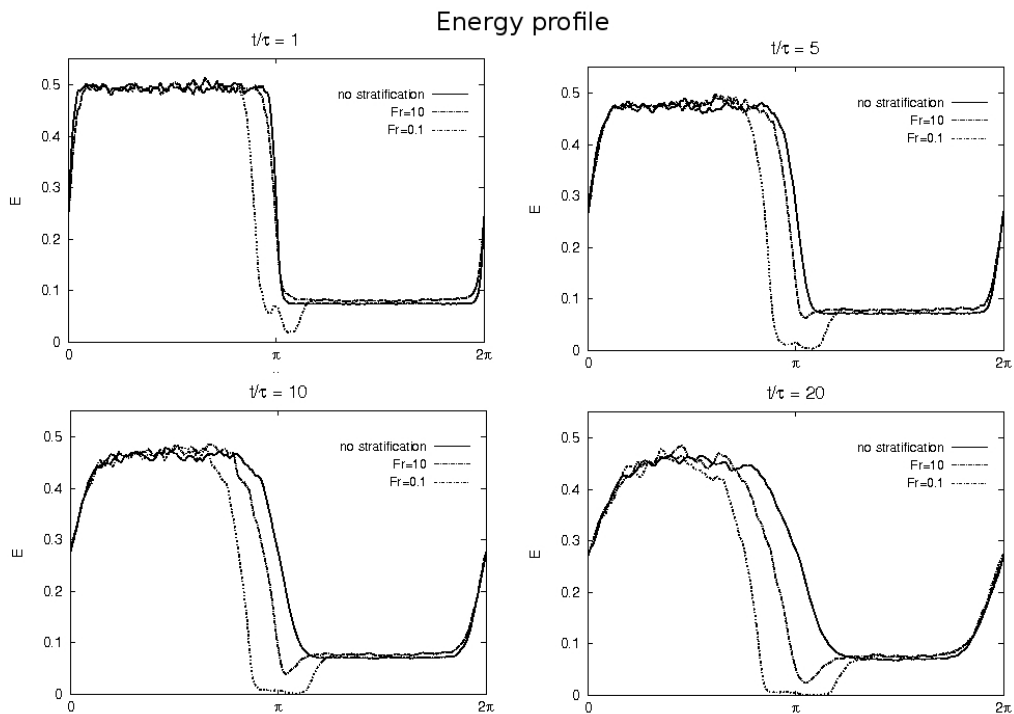 Energy profile
t/τ = 1
0.5
0.4
0.3
0.2
0.1
0
E
no stratification
Fr=10
Fr=0.1
0
π
2π
t/τ = 5
0.5
0.4
0.3
0.2
0.1
0
E
no stratification
Fr=10
Fr=0.1
0
π
2π
t/τ = 10
0.5
0.4
0.3
0.2
0.1
0
E
no stratification
Fr=10
Fr=0.1
0
π
2π
t/τ = 20
0.5
0.4
0.3
0.2
0.1
0
E
no stratification
Fr=10
Fr=0.1
0
π
2π